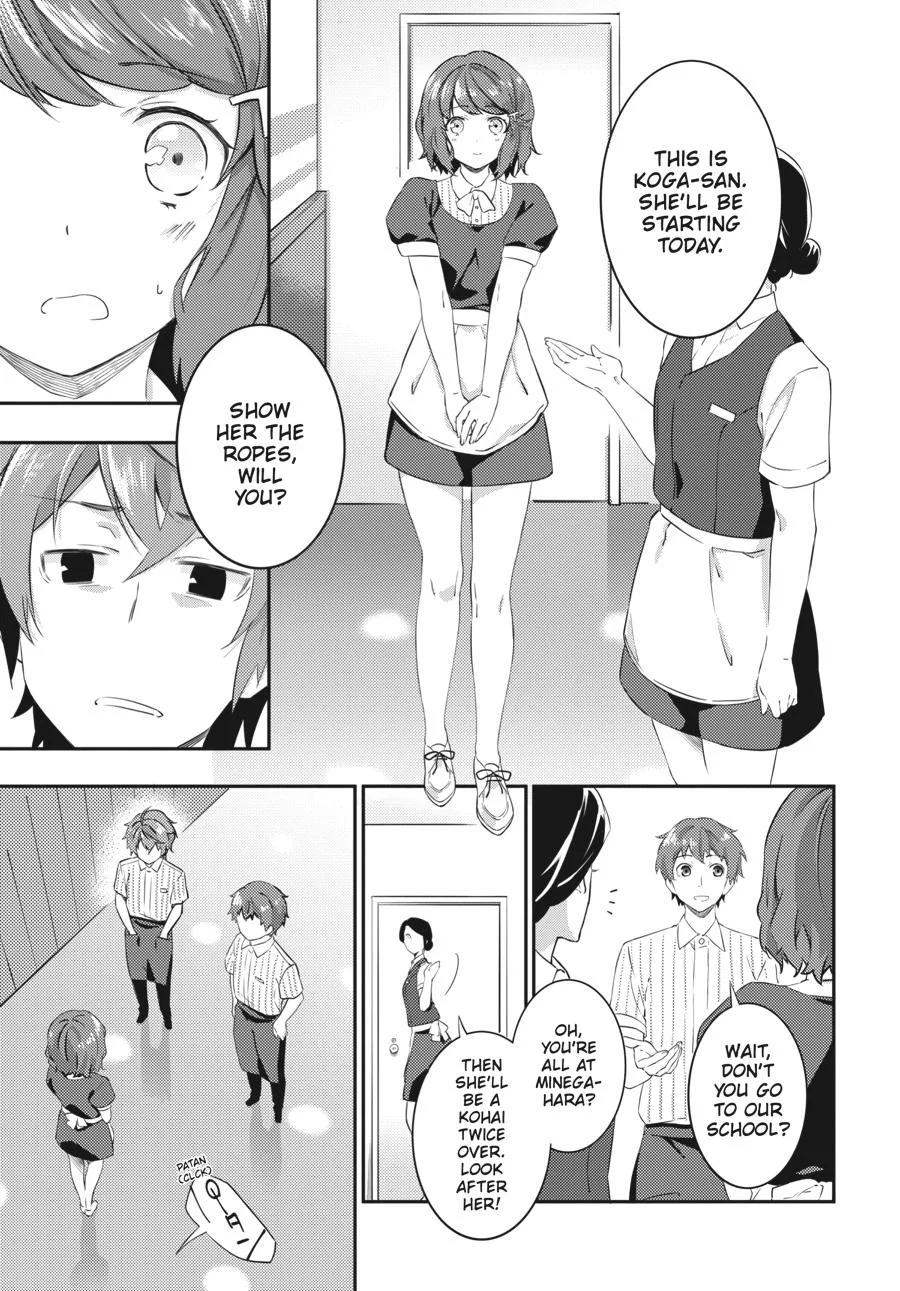 THIS IS
KOGA-SAN.
SHE'LL BE
STARTING
TODAY.
SHOW
HER THE
ROPES,
WILL
YOU?
WAIT,
DON'T
YOU GO
TO OUR
SCHOOL?
OH,
YOU'RE
ALL AT
MINEGA-
HARA?
THEN
SHE'LL
BE A
KOHAI
TWICE
OVER.
LOOK
AFTER
HER!
PATAN
(CLCK)